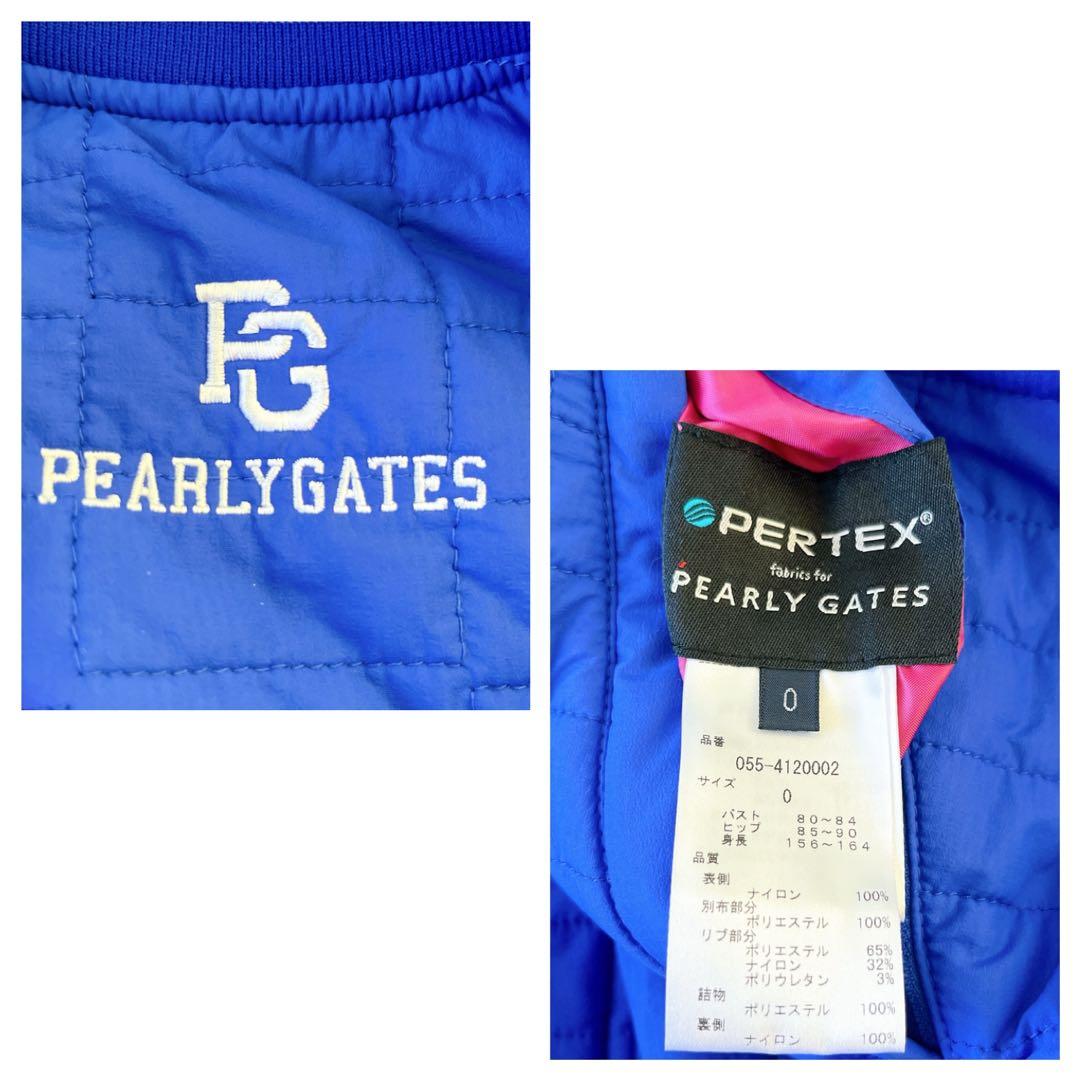 PG
PEARLYGATES
PERTEX®
fabrics for
PEARLY GATES
0
品番
055-4120002
サイズ
0
バスト 80~84
ヒップ 85~90
身長 156~164
品質
表側
ナイロン 100%
別布部分
ポリエステル 100%
リブ部分
ポリエステル 65%
ナイロン 32%
ポリウレタン 3%
詰物
ポリエステル 100%
裏側
ナイロン 100%